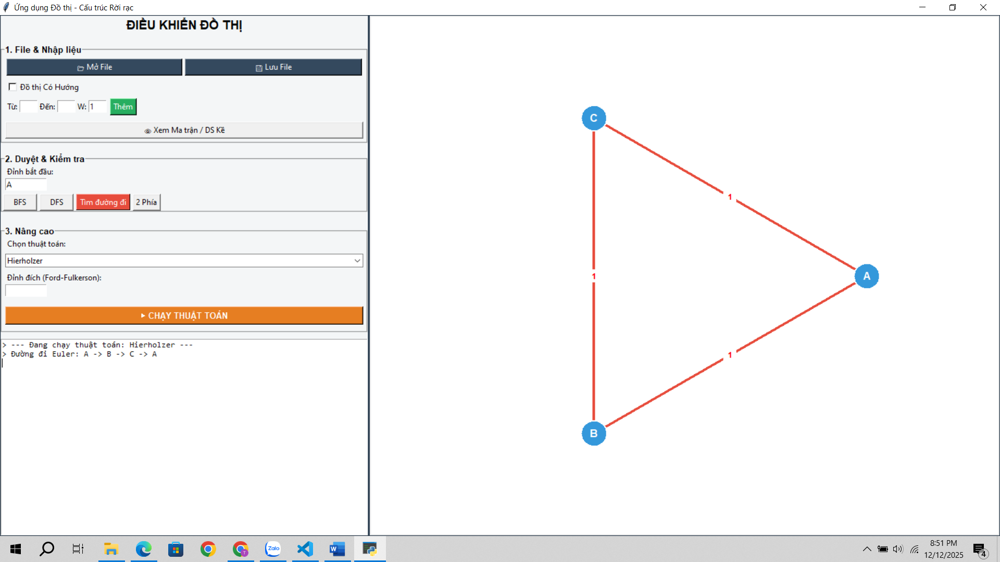 Ứng dụng Đồ thị - Cấu trúc Rời rạc
ĐIỀU KHIỂN ĐỒ THỊ
1. File & Nhập liệu
Mở File
Lưu File
Đồ thị Có Hướng
Từ: Đến: W: 1 Thêm
Xem Ma trận / DS Kề
2. Duyệt & Kiểm tra
Đỉnh bắt đầu:
A
BFS DFS Tìm đường đi 2 Phía
3. Nâng cao
Chọn thuật toán:
Hierholzer
Đỉnh đích (Ford-Fulkerson):
CHẠY THUẬT TOÁN
> --- Đang chạy thuật toán: Hierholzer ---
> Đường đi Euler: A -> B -> C -> A
C
1
1
A
1
B
Zalo
W
T
8:51 PM
12/12/2025
4